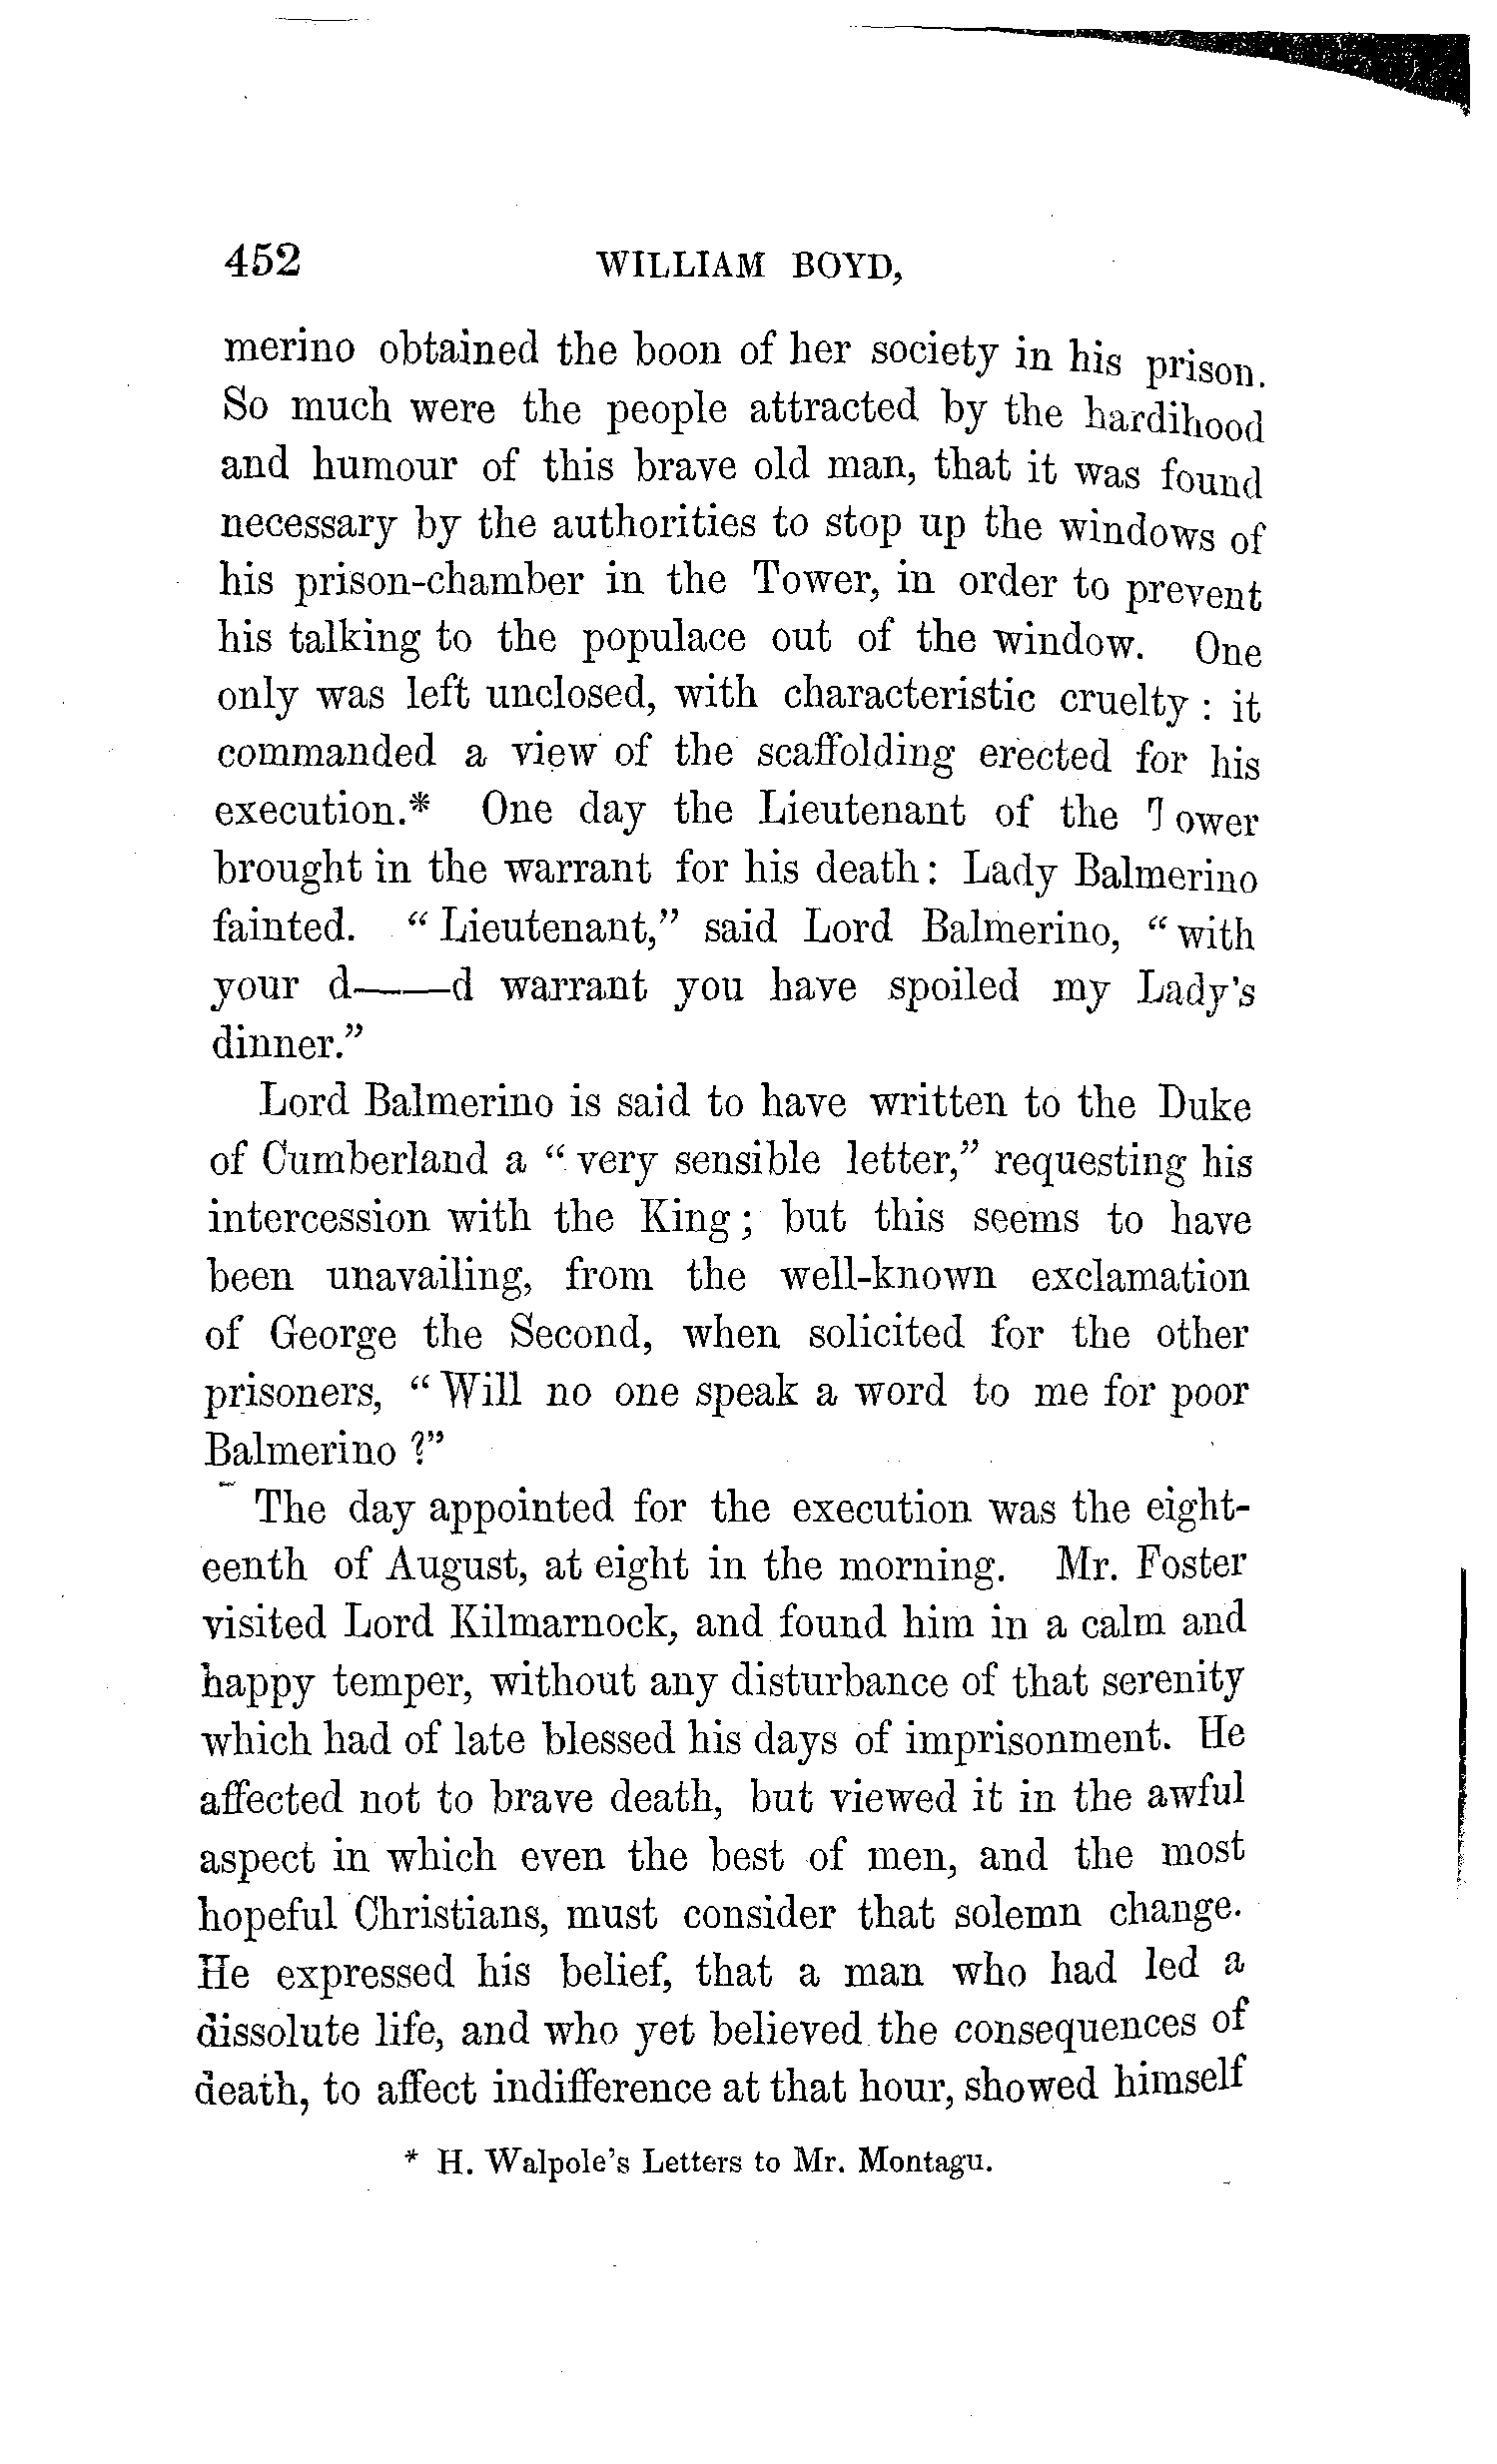 452 WILLIAM BOYD,
merino obtained the boon of her society in his prison.
So much were the people attracted by the hardihood
and humour of this brave old man, that it was found
necessary by the authorities to stop up the windows of
his prison-chamber in the Tower, in order to prevent
his talking to the populace out of the window. One
only was left unclosed, with characteristic cruelty : it
commanded a view of the scaffolding erected for his
execution.* One day the Lieutenant of the Tower
brought in the warrant for his death : Lady Balmerino
fainted. “ Lieutenant,” said Lord Balmerino, “ with
your d——d warrant you have spoiled my Lady's
dinner.”
Lord Balmerino is said to have written to the Duke
of Cumberland a “ very sensible letter,” requesting his
intercession with the King ; but this seems to have
been unavailing, from the well-known exclamation
of George the Second, when solicited for the other
prisoners, “ Will no one speak a word to me for poor
Balmerino ?”
The day appointed for the execution was the eight-
eenth of August, at eight in the morning. Mr. Foster
visited Lord Kilmarnock, and found him in a calm and
happy temper, without any disturbance of that serenity
which had of late blessed his days of imprisonment. He
affected not to brave death, but viewed it in the awful
aspect in which even the best of men, and the most
hopeful Christians, must consider that solemn change.
He expressed his belief, that a man who had led a
dissolute life, and who yet believed the consequences of
death, to affect indifference at that hour, showed himself
* H. Walpole's Letters to Mr. Montagu.